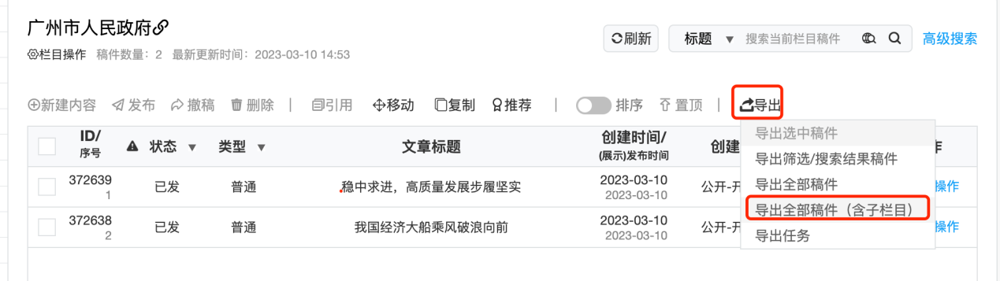 广州市人民政府
栏目操作 稿件数量：2 最新更新时间：2023-03-10 14:53
刷新 标题 ▼ 搜索当前栏目稿件 高级搜索
新建内容 发布 撤稿 删除 | 引用 移动 复制 推荐 | 排序 置顶 | 导出
ID/
序号
状态 ▼ 类型 ▼ 文章标题
创建时间/
(展示)发布时间
创建
导出选中稿件
导出筛选/搜索结果稿件
导出全部稿件
导出全部稿件（含子栏目）
导出任务
372639
1
已发 普通 稳中求进，高质量发展步履坚实
2023-03-10
2023-03-10
公开-开 操作
372638
2
已发 普通 我国经济大船乘风破浪向前
2023-03-10
2023-03-10
公开-开 操作